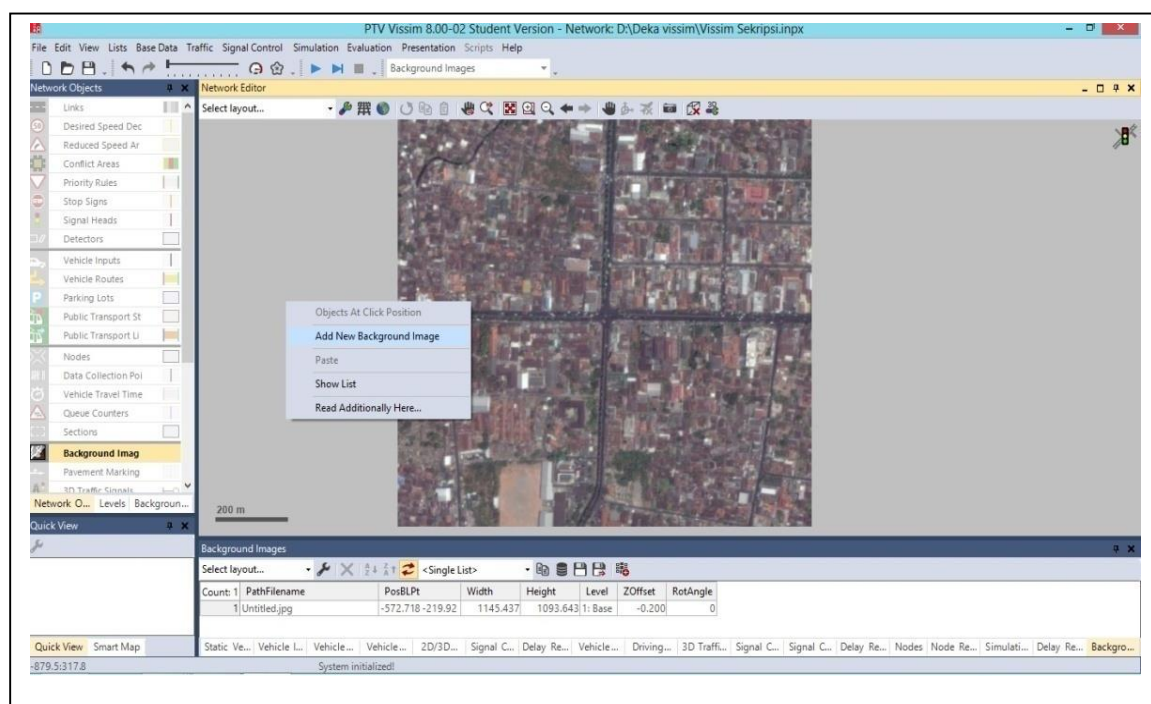 PTV Vissim 8.00-02 Student Version - Network: D:\Deka vissim\Vissim Sekripsi.inpx
File Edit View Lists Base Data Traffic Signal Control Simulation Evaluation Presentation Scripts Help
Background Images
Network Objects
Links
Desired Speed Dec
Reduced Speed Ar
Conflict Areas
Priority Rules
Stop Signs
Signal Heads
Detectors
Vehicle Inputs
Vehicle Routes
Parking Lots
Public Transport St
Public Transport Li
Nodes
Data Collection Poi
Vehicle Travel Time
Queue Counters
Sections
Background Imag
Pavement Marking
3D Traffic Signals
Network O... Levels Backgroun...
Quick View
Quick View Smart Map
Network Editor
Select layout...
Objects At Click Position
Add New Background Image
Paste
Show List
Read Additionally Here...
200 m
Background Images
Select layout... <Single List>
Count: 1 PathFilename PosBLPt Width Height Level ZOffset RotAngle
1 Untitled.jpg -572.718 -219.92 1145.437 1093.643 1: Base -0.200 0
Static Ve... Vehicle I... Vehicle... Vehicle... 2D/3D... Signal C... Delay Re... Vehicle... Driving... 3D Traffi... Signal C... Signal C... Delay Re... Nodes Node Re... Simulati... Delay Re... Backgro...
-879.5:317.8 System initialized!